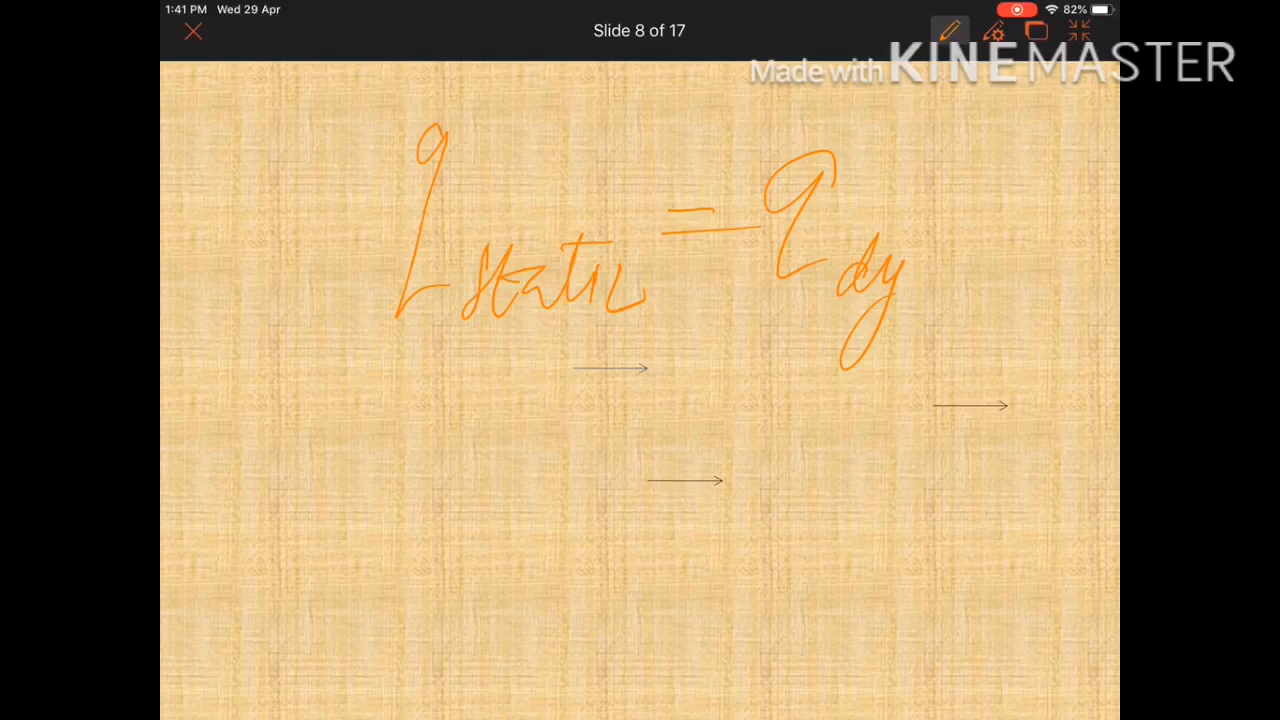 1:41 PM Wed 29 Apr
82%
Slide 8 of 17
Made with KINEMASTER
q static = q dy